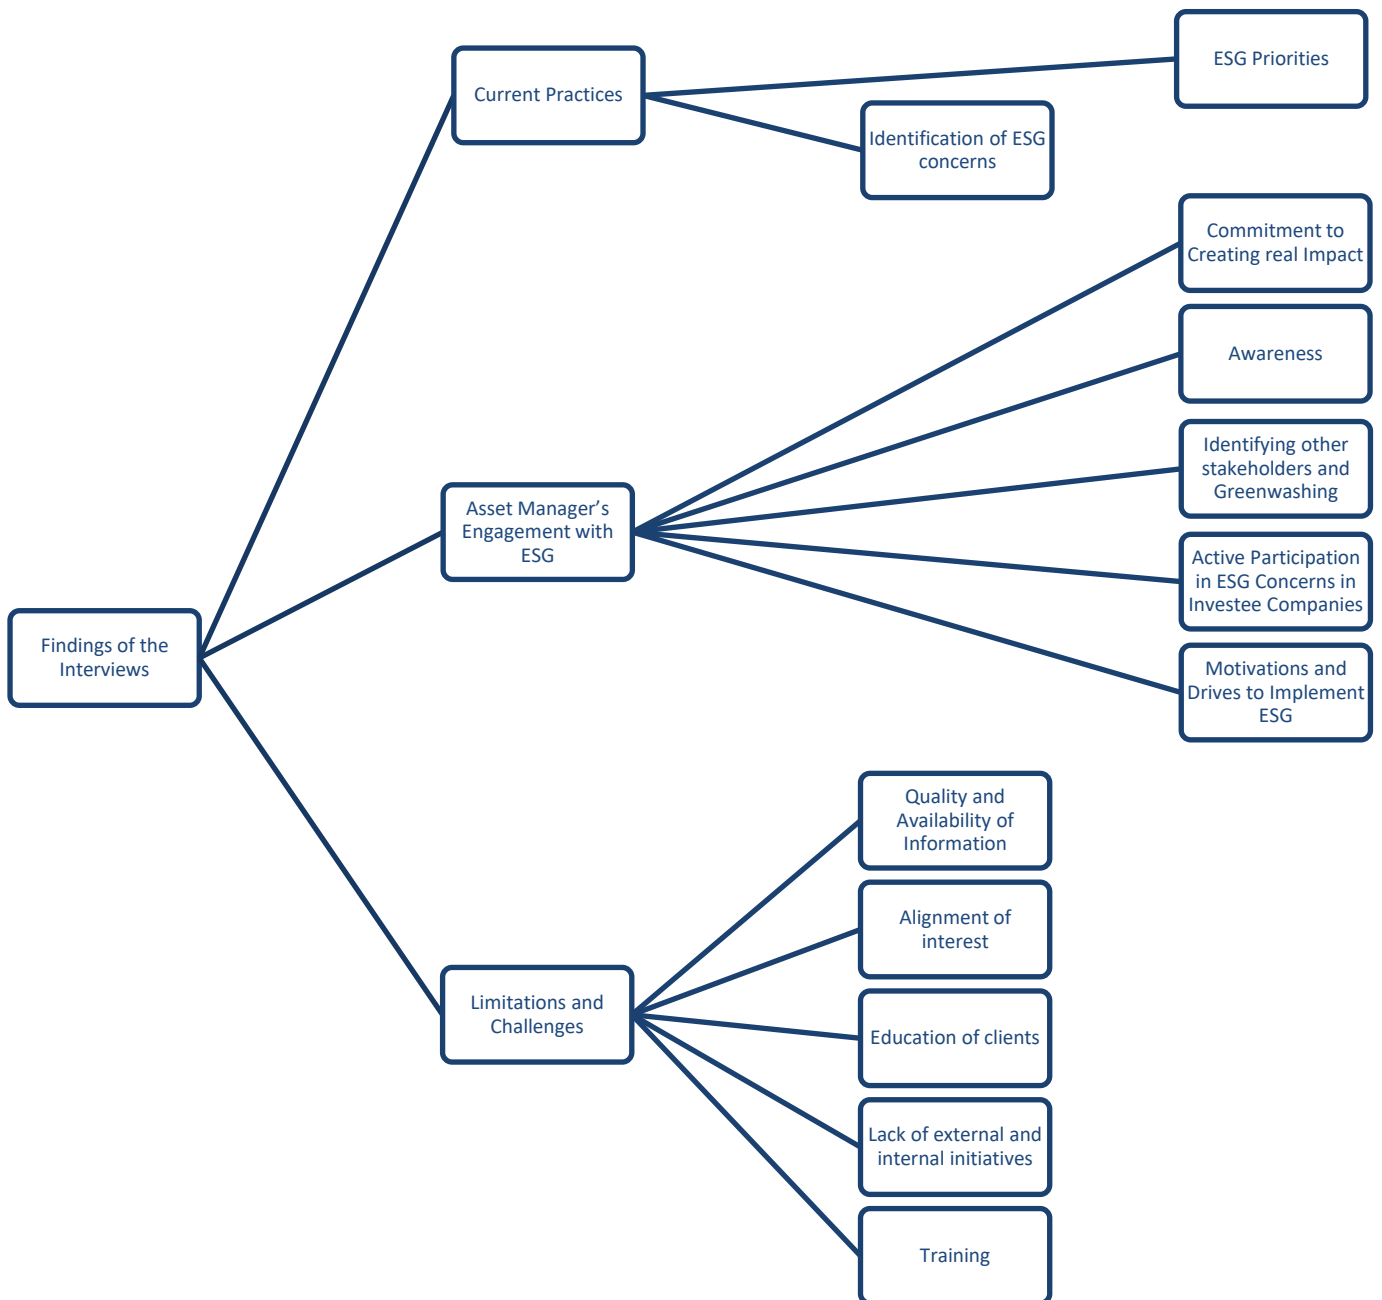 Findings of the
Interviews
Current Practices
ESG Priorities
Identification of ESG
concerns
Asset Manager’s
Engagement with
ESG
Commitment to
Creating real Impact
Awareness
Identifying other
stakeholders and
Greenwashing
Active Participation
in ESG Concerns in
Investee Companies
Motivations and
Drives to Implement
ESG
Limitations and
Challenges
Quality and
Availability of
Information
Alignment of
interest
Education of clients
Lack of external and
internal initiatives
Training